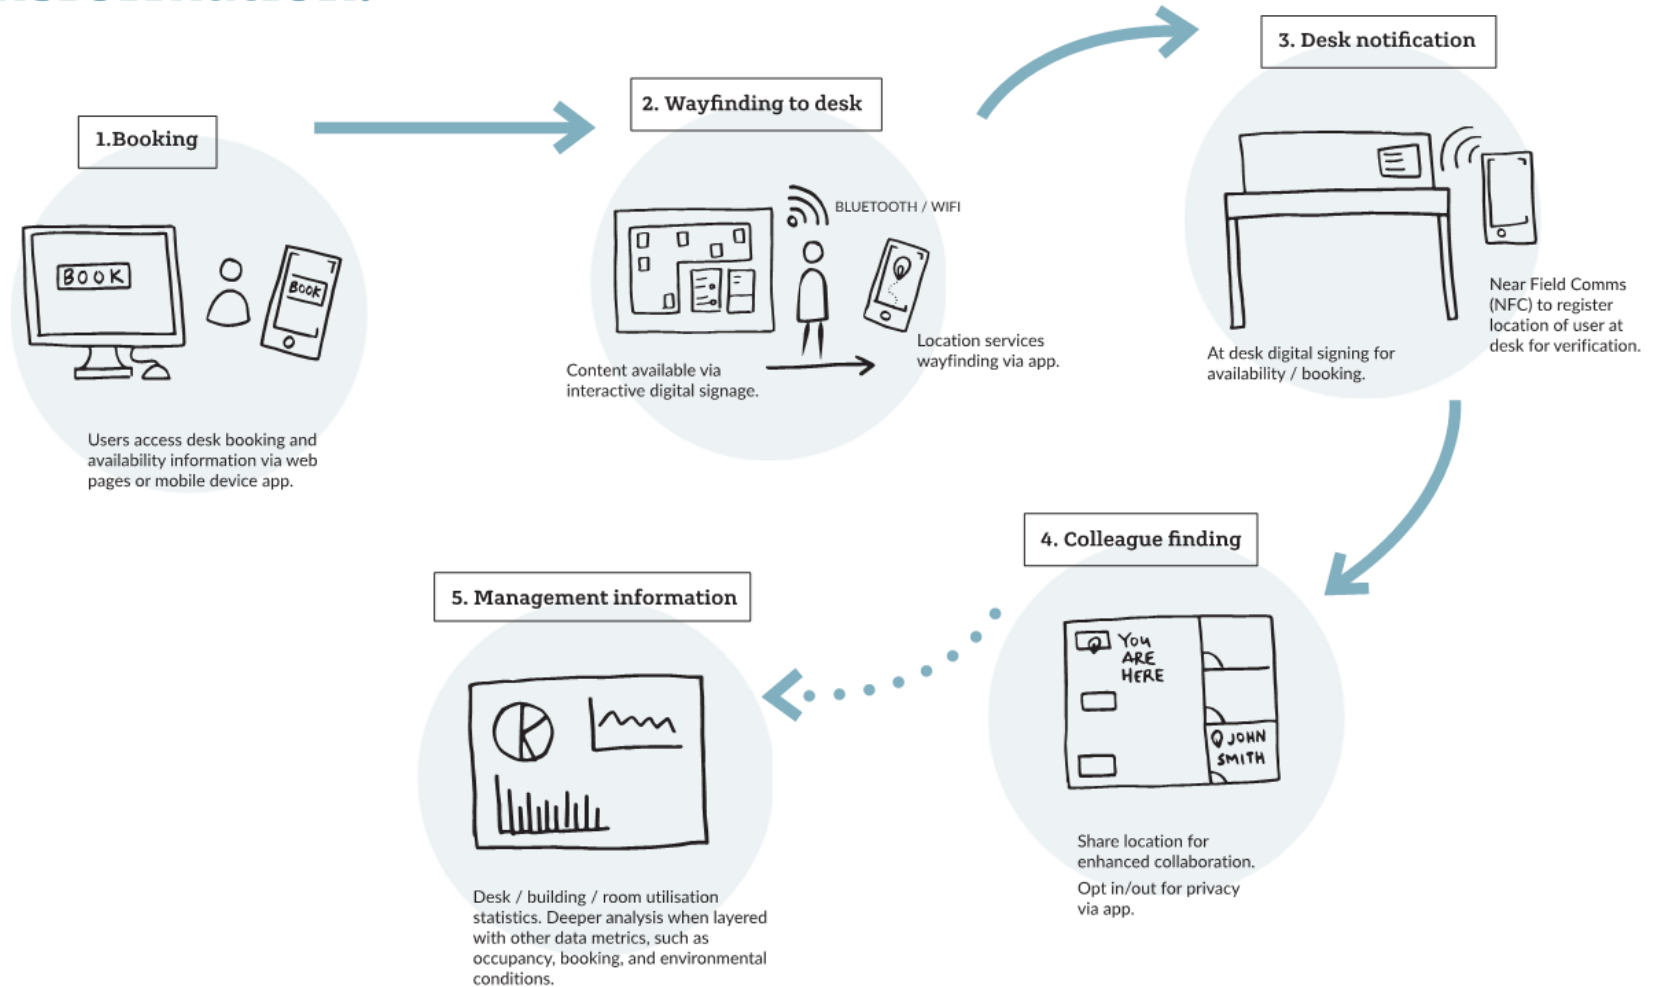 1.Booking
BOOK
BOOK
Users access desk booking and
availability information via web
pages or mobile device app.
2. Wayfinding to desk
BLUETOOTH / WIFI
Content available via
interactive digital signage.
Location services
wayfinding via app.
3. Desk notification
At desk digital signing for
availability / booking.
Near Field Comms
(NFC) to register
location of user at
desk for verification.
4. Colleague finding
YOU
ARE
HERE
JOHN
SMITH
Share location for
enhanced collaboration.
Opt in/out for privacy
via app.
5. Management information
Desk / building / room utilisation
statistics. Deeper analysis when layered
with other data metrics, such as
occupancy, booking, and environmental
conditions.